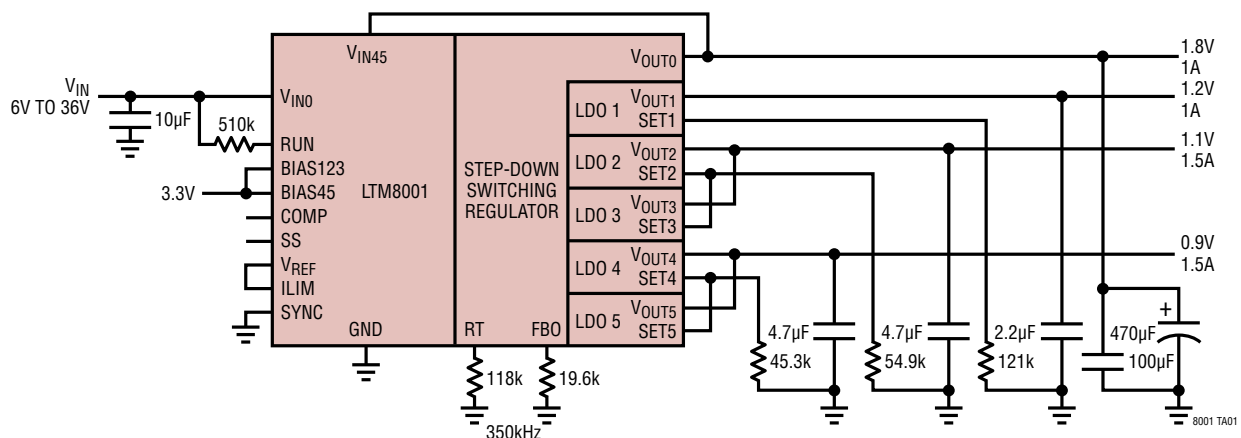 V_IN45
V_OUT0
1.8V
1A
V_IN
6V TO 36V
10µF
V_IN0
510k
RUN
BIAS123
3.3V
BIAS45
COMP
SS
V_REF
ILIM
SYNC
GND
LTM8001
STEP-DOWN
SWITCHING
REGULATOR
RT
FBO
118k
19.6k
350kHz
LDO 1
V_OUT1
SET1
1.2V
1A
LDO 2
V_OUT2
SET2
1.1V
1.5A
LDO 3
V_OUT3
SET3
LDO 4
V_OUT4
SET4
0.9V
1.5A
LDO 5
V_OUT5
SET5
4.7µF
45.3k
4.7µF
54.9k
2.2µF
121k
470µF
+
100µF
8001 TA01